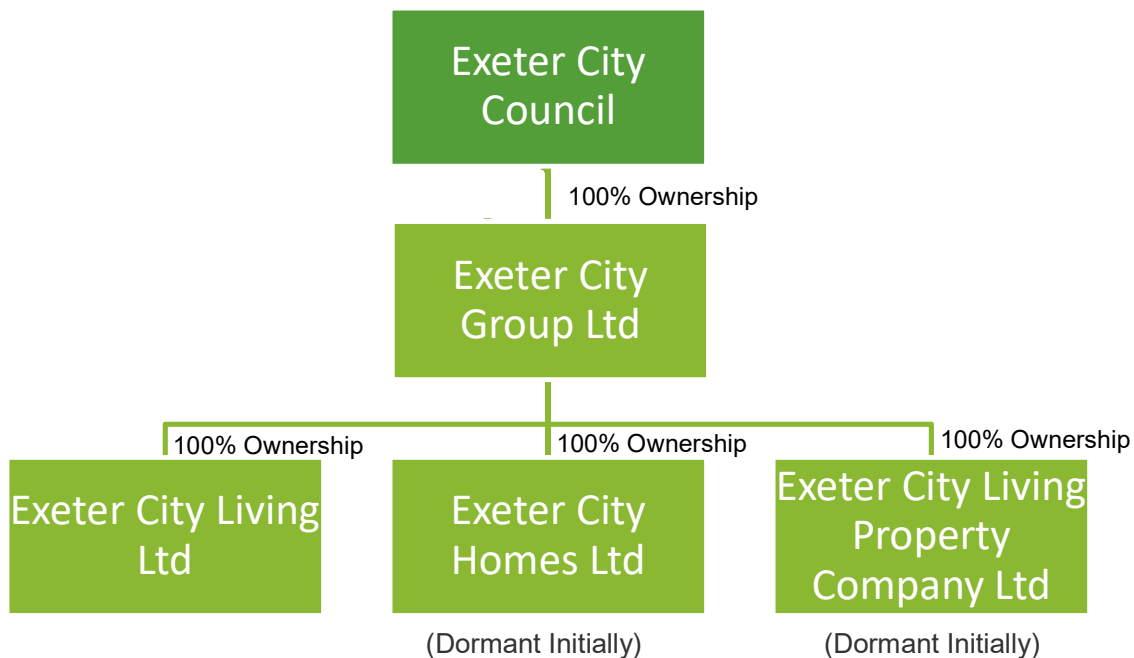 Exeter City
Council
100% Ownership
Exeter City
Group Ltd
100% Ownership
100% Ownership
100% Ownership
Exeter City Living
Ltd
Exeter City
Homes Ltd
Exeter City Living
Property
Company Ltd
(Dormant Initially)
(Dormant Initially)